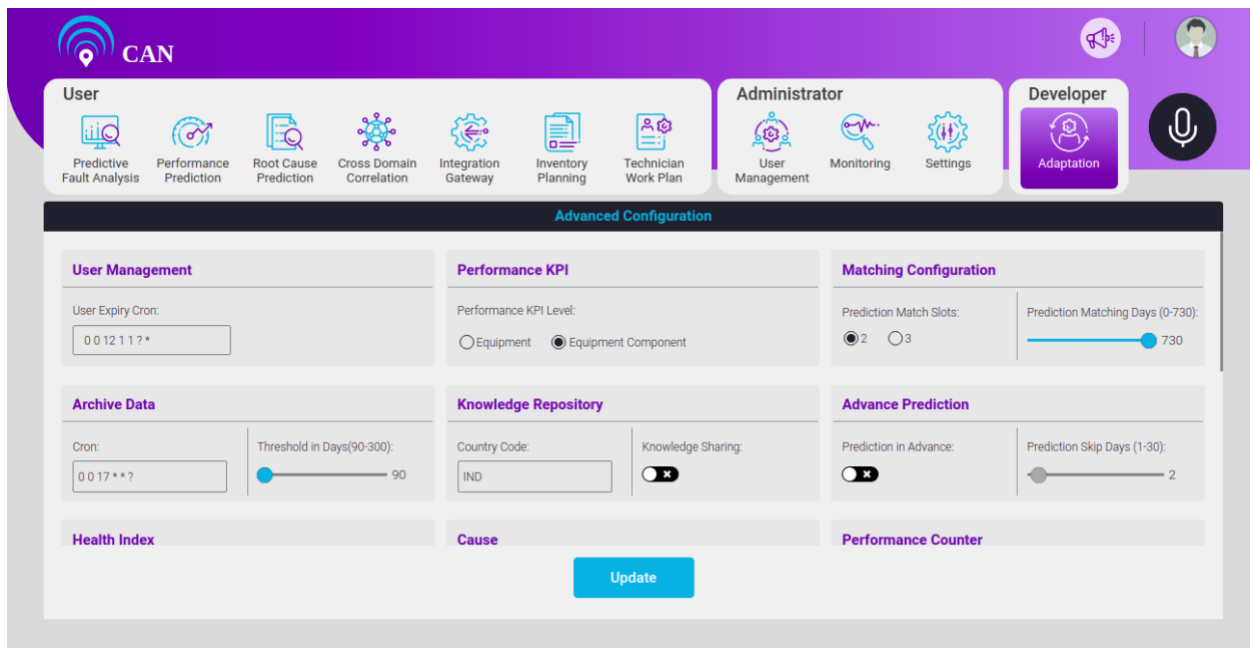 CAN
User
Predictive
Fault Analysis
Performance
Prediction
Root Cause
Prediction
Cross Domain
Correlation
Integration
Gateway
Inventory
Planning
Technician
Work Plan
Administrator
User
Management
Monitoring
Settings
Developer
Adaptation
Advanced Configuration
User Management
User Expiry Cron:
0 0 12 1 1 ? *
Performance KPI
Performance KPI Level:
Equipment
Equipment Component
Matching Configuration
Prediction Match Slots:
2
3
Prediction Matching Days (0-730):
730
Archive Data
Cron:
0 0 17 * * ?
Threshold in Days(90-300):
90
Knowledge Repository
Country Code:
IND
Knowledge Sharing:
Advance Prediction
Prediction in Advance:
Prediction Skip Days (1-30):
2
Health Index
Cause
Performance Counter
Update